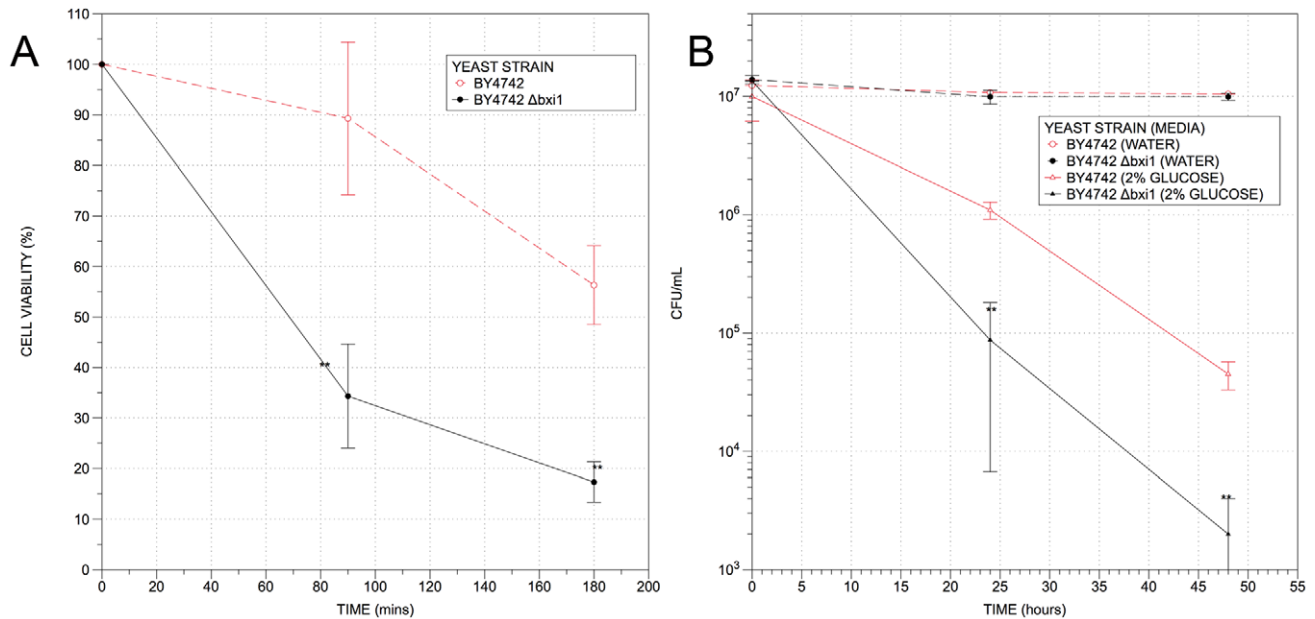 A
110
100
90
80
70
60
50
40
30
20
10
0
CELL VIABILITY (%)
0 20 40 60 80 100 120 140 160 180 200
TIME (mins)
YEAST STRAIN
BY4742
BY4742 Δbxi1
**
**
B
10⁷
10⁶
10⁵
10⁴
10³
CFU/mL
0 5 10 15 20 25 30 35 40 45 50 55
TIME (hours)
YEAST STRAIN (MEDIA)
BY4742 (WATER)
BY4742 Δbxi1 (WATER)
BY4742 (2% GLUCOSE)
BY4742 Δbxi1 (2% GLUCOSE)
**
**